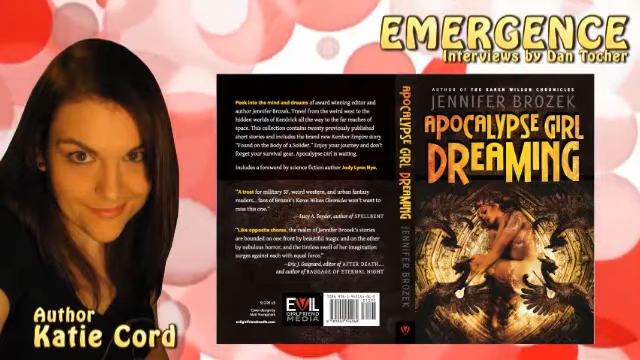 EMERGENCE
Interviews by Dan Tocher
Peek into the mind and dreams of award winning editor and
author Jennifer Brozek. Travel from the weird west to the
hidden worlds of Kendrick all the way to the far reaches of
space. This collection contains twenty previously published
short stories and includes the brand new Kember Empire story
"Found on the Body of a Soldier." Enjoy your journey and don't
forget your survival gear. Apocalypse Girl is waiting.
Includes a foreword by science fiction author Jody Lynn Nye.
"A treat for military SF, weird western, and urban fantasy
readers... fans of Brozek's Karen Wilson Chronicles won't want to
miss this one."
—Lucy A. Snyder, author of SPELLBENT
"Like opposite shores, the realm of Jennifer Brozek's stories
are bounded on one front by beautiful magic and on the other
by nebulous horror, and the tireless swell of her imagination
surges against each with equal force."
—Eric J. Guignard, editor of AFTER DEATH...
and author of BAGGAGE OF ETERNAL NIGHT
Cover design by
EVIL
GIRLFRIEND
MEDIA
APOCALYPSE GIRL DREAMING
JENNIFER BROZEK
AUTHOR OF THE KAREN WILSON CHRONICLES
JENNIFER BROZEK
APOCALYPSE GIRL
DREAMING
Author
Katie Cord